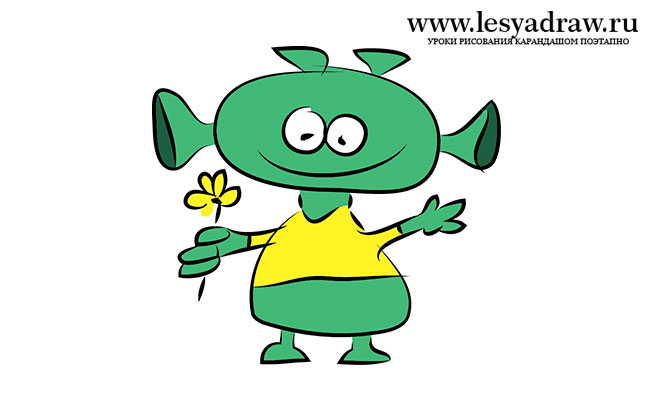 www.lesyadraw.ru
УРОКИ РИСОВАНИЯ КАРАНДАШОМ ПОЭТАПНО